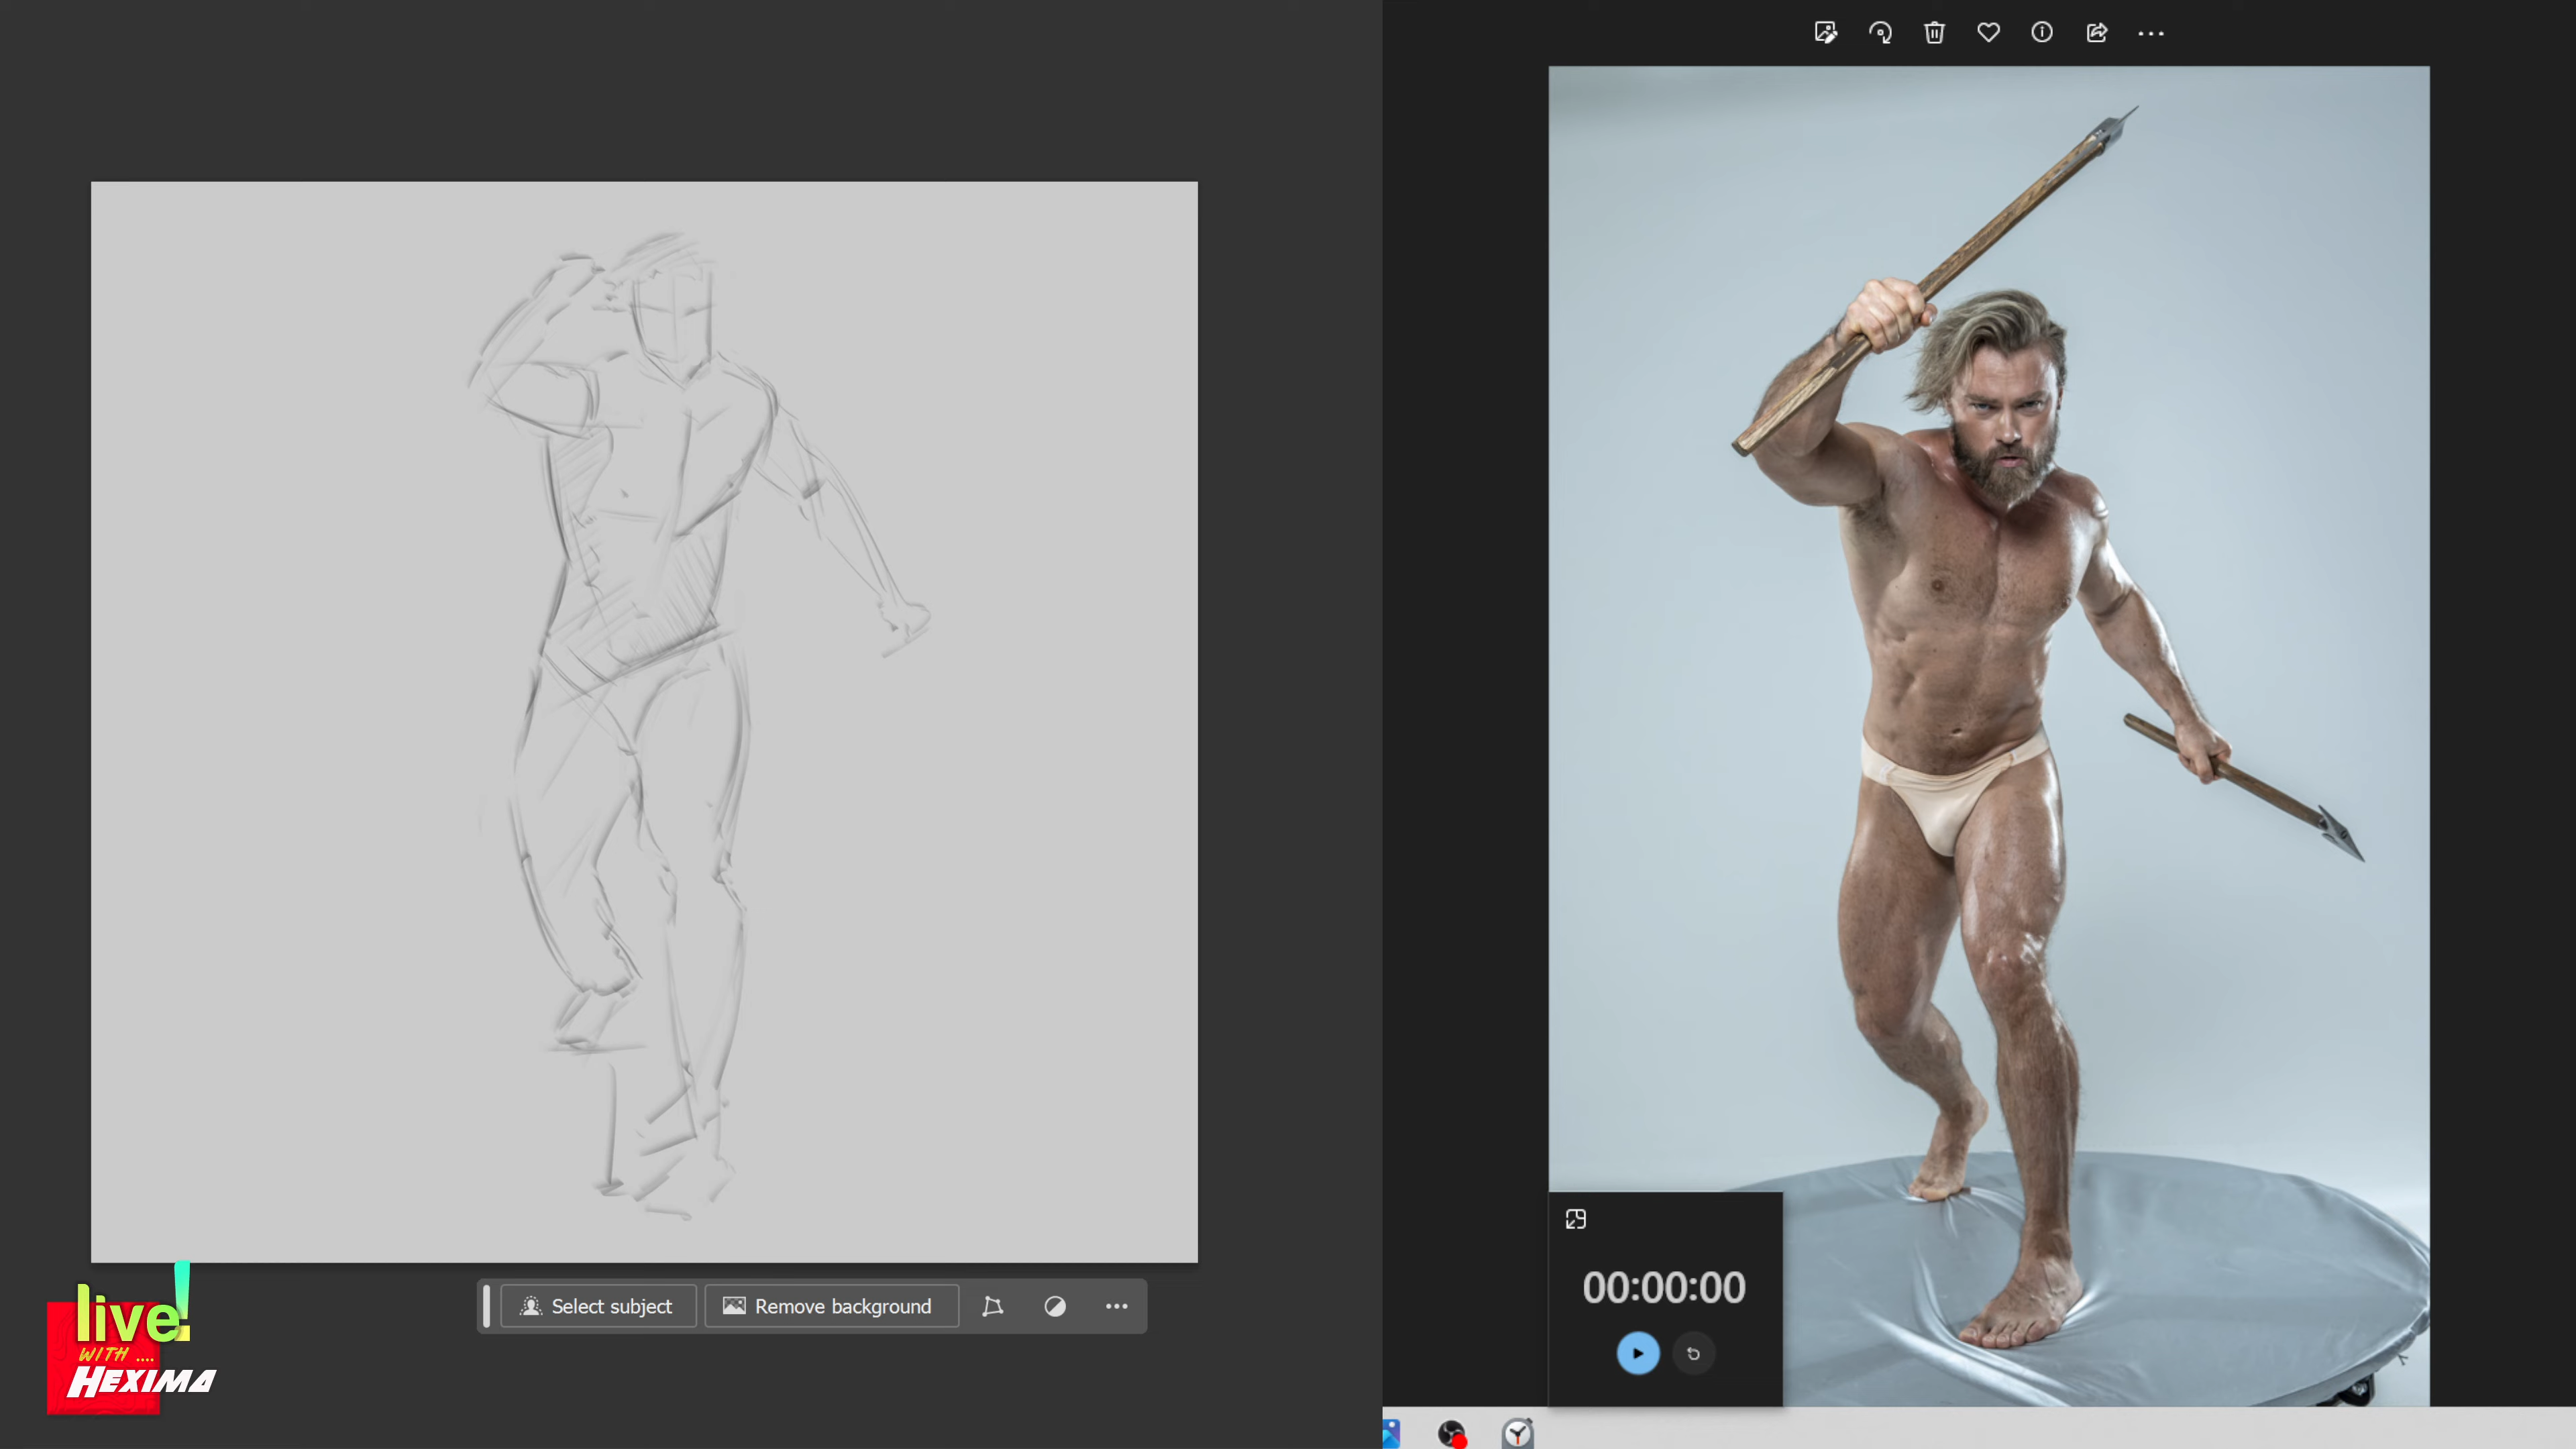 Select subject
Remove background
live!
WITH ....
HEXIMA
00:00:00